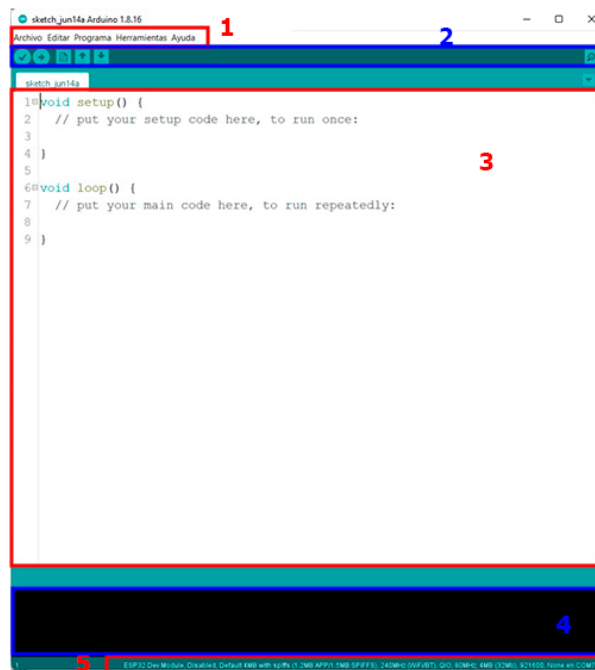 sketch_jun14a Arduino 1.8.16
1
Archivo Editar Programa Herramientas Ayuda
2
sketch_jun14a
1 void setup() {
2 // put your setup code here, to run once:
3
4 }
5
6 void loop() {
7 // put your main code here, to run repeatedly:
8
9 }
3
4
5
1 ESP32 Dev Module, Disabled, Default 4MB with spiffs (1.2MB APP/1.5MB SPIFFS), 240MHz (WiFi/BT), QIO, 80MHz, 4MB (32Mb), 921600, None en COM7